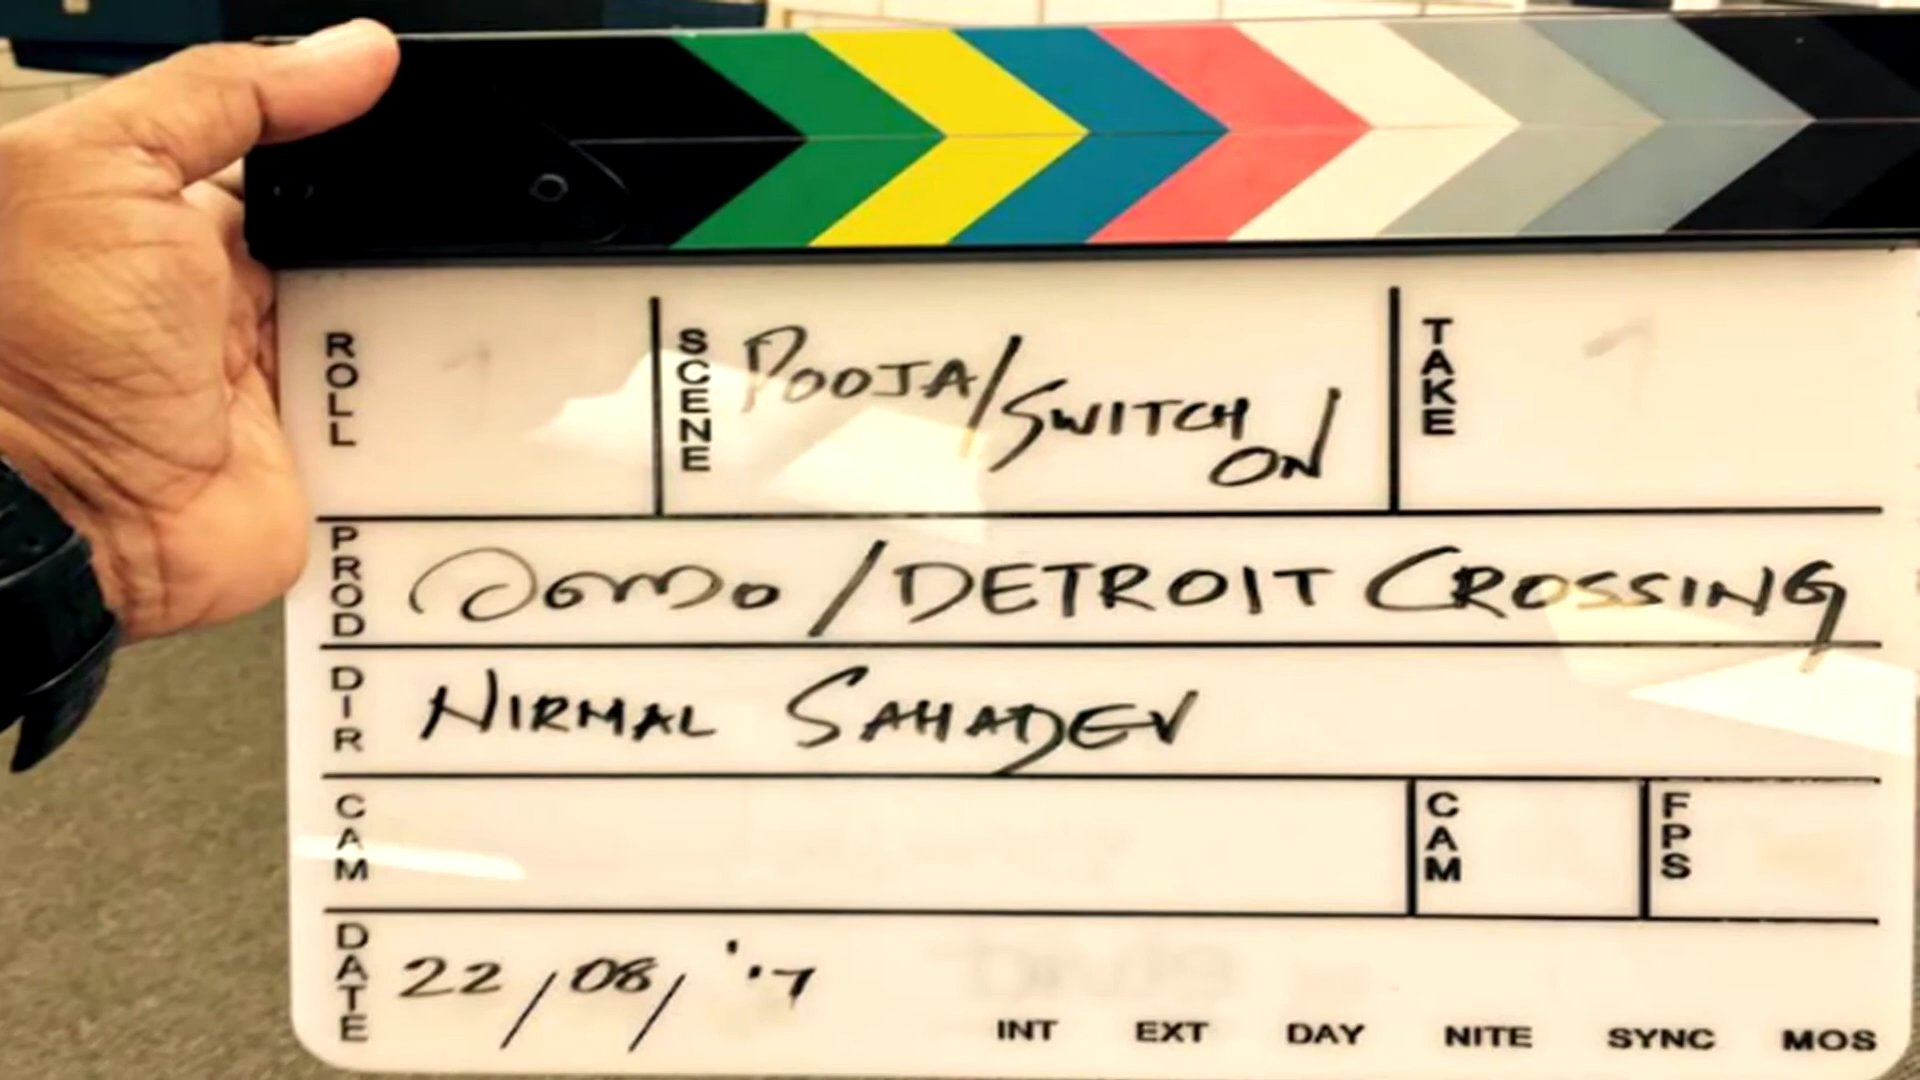 ROLL
SCENE POOJA/SWITCH ON
TAKE
PROD രണം/DETROIT CROSSING
DIR NIRMAL SAHADEV
CAM
CAM
FPS
DATE 22/08/'17
INT EXT DAY NITE SYNC MOS